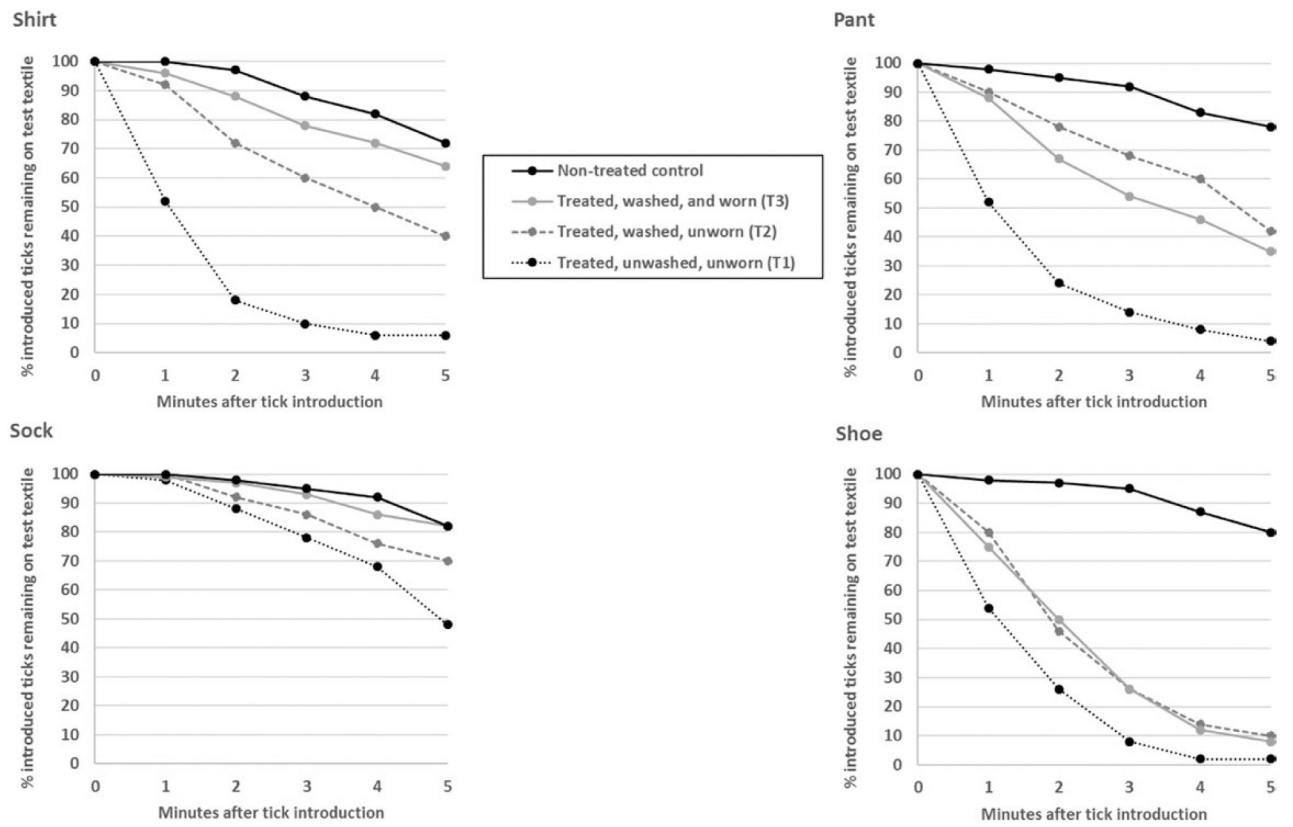 Shirt
% introduced ticks remaining on test textile
100
90
80
70
60
50
40
30
20
10
0
0 1 2 3 4 5
Minutes after tick introduction
Pant
% introduced ticks remaining on test textile
100
90
80
70
60
50
40
30
20
10
0
0 1 2 3 4 5
Minutes after tick introduction
Non-treated control
Treated, washed, and worn (T3)
Treated, washed, unworn (T2)
Treated, unwashed, unworn (T1)
Sock
% introduced ticks remaining on test textile
100
90
80
70
60
50
40
30
20
10
0
0 1 2 3 4 5
Minutes after tick introduction
Shoe
% introduced ticks remaining on test textile
100
90
80
70
60
50
40
30
20
10
0
0 1 2 3 4 5
Minutes after tick introduction